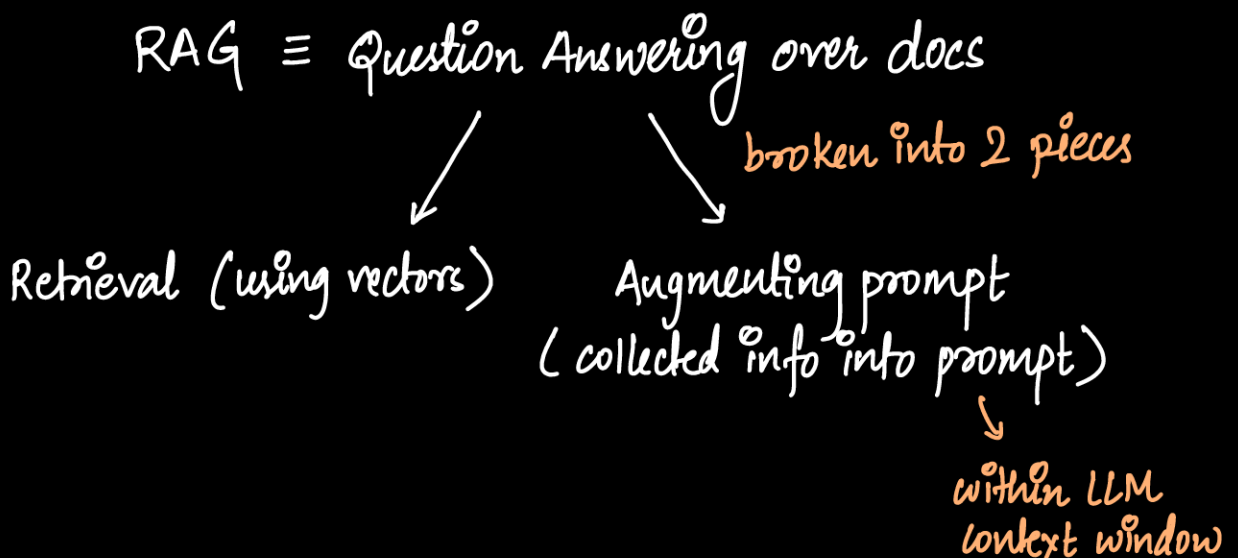 RAG ≡ Question Answering over docs
broken into 2 pieces
Retrieval (using vectors)
Augmenting prompt
(collected info into prompt)
within LLM
context window